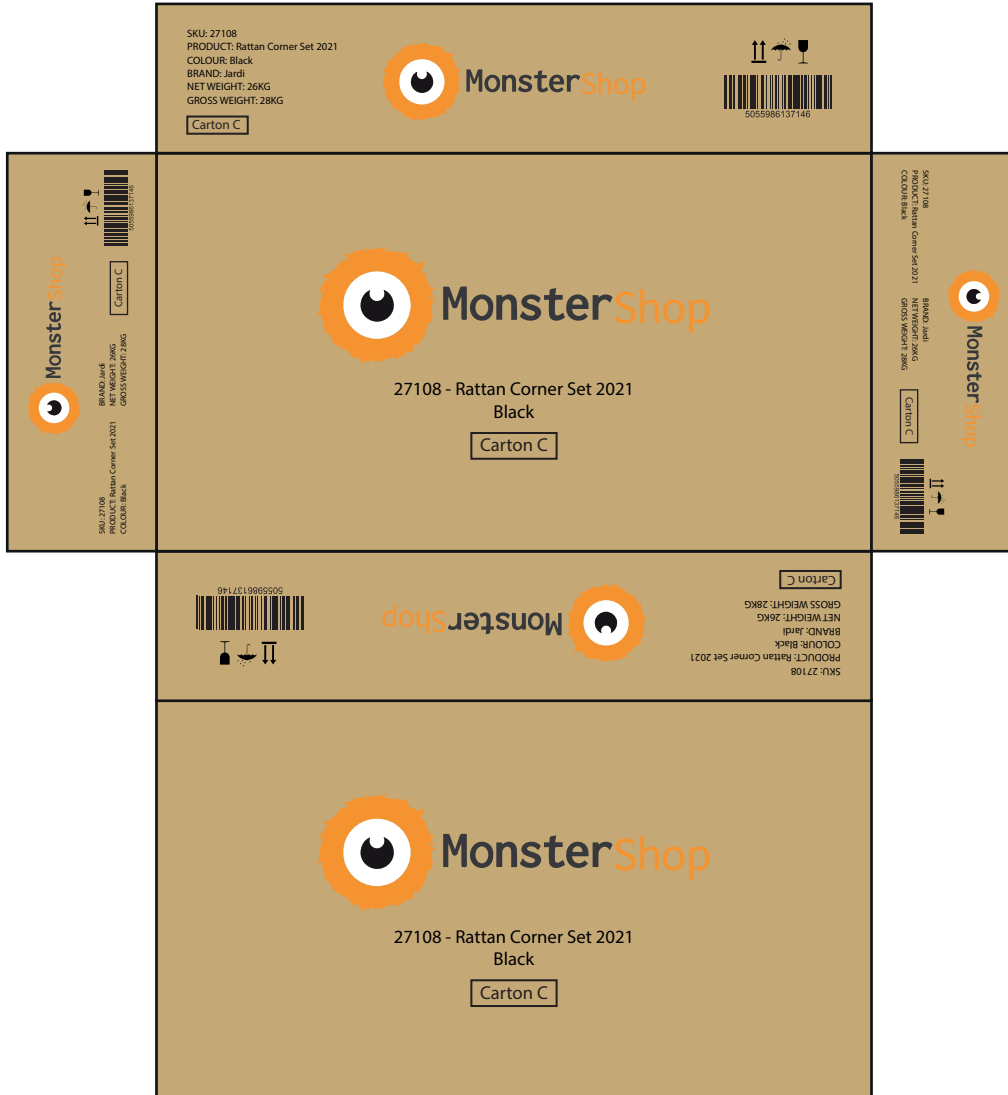 SKU: 27108
PRODUCT: Rattan Corner Set 2021
COLOUR: Black
BRAND: Jardi
NET WEIGHT: 26KG
GROSS WEIGHT: 28KG
Carton C
MonsterShop
5055986137146
SKU: 27108
PRODUCT: Rattan Corner Set 2021
COLOUR: Black
BRAND: Jardi
NET WEIGHT: 26KG
GROSS WEIGHT: 28KG
Carton C
MonsterShop
5055986137146
MonsterShop
27108 - Rattan Corner Set 2021
Black
Carton C
SKU: 27108
PRODUCT: Rattan Corner Set 2021
COLOUR: Black
BRAND: Jardi
NET WEIGHT: 26KG
GROSS WEIGHT: 28KG
Carton C
MonsterShop
5055986137146
SKU: 27108
PRODUCT: Rattan Corner Set 2021
COLOUR: Black
BRAND: Jardi
NET WEIGHT: 26KG
GROSS WEIGHT: 28KG
Carton C
MonsterShop
5055986137146
MonsterShop
27108 - Rattan Corner Set 2021
Black
Carton C